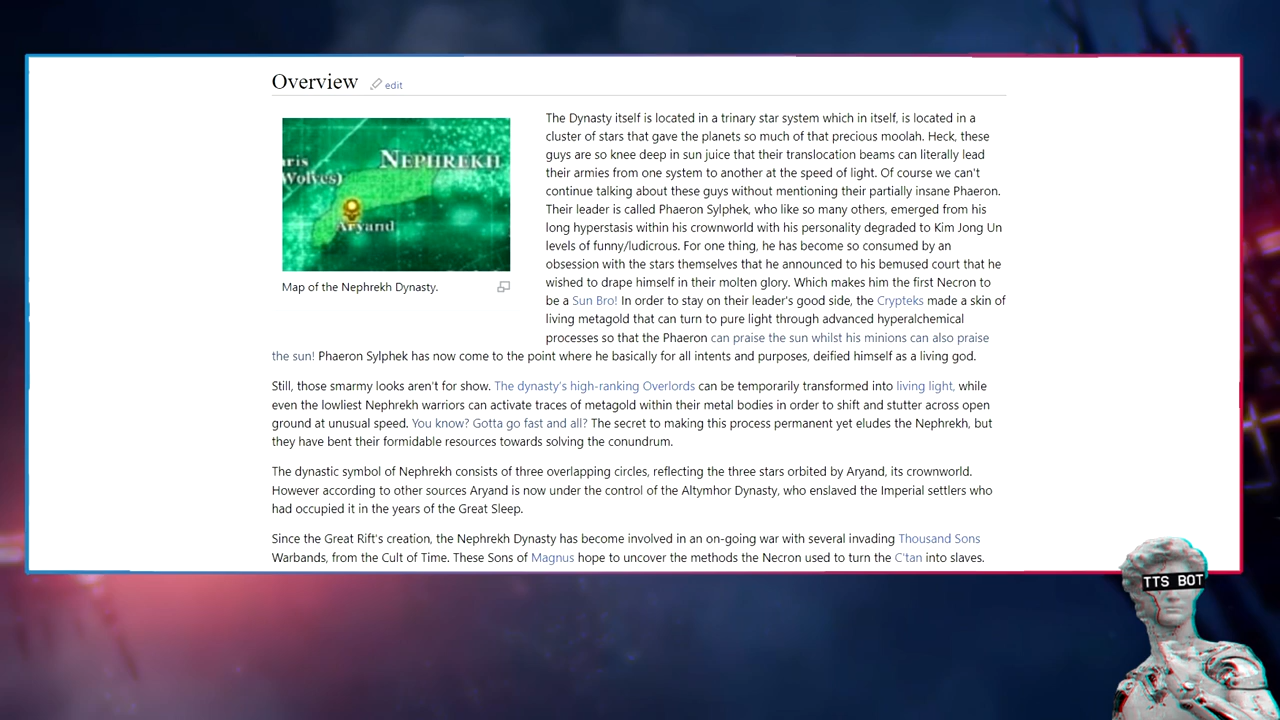 Overview edit
aris
NEPHREKH
Wolves)
Aryand
Map of the Nephrekh Dynasty.
The Dynasty itself is located in a trinary star system which in itself, is located in a
cluster of stars that gave the planets so much of that precious moolah. Heck, these
guys are so knee deep in sun juice that their translocation beams can literally lead
their armies from one system to another at the speed of light. Of course we can't
continue talking about these guys without mentioning their partially insane Phaeron.
Their leader is called Phaeron Sylphek, who like so many others, emerged from his
long hyperstasis within his crownworld with his personality degraded to Kim Jong Un
levels of funny/ludicrous. For one thing, he has become so consumed by an
obsession with the stars themselves that he announced to his bemused court that he
wished to drape himself in their molten glory. Which makes him the first Necron to
be a Sun Bro! In order to stay on their leader's good side, the Crypteks made a skin of
living metagold that can turn to pure light through advanced hyperalchemical
processes so that the Phaeron can praise the sun whilst his minions can also praise
the sun! Phaeron Sylphek has now come to the point where he basically for all intents and purposes, deified himself as a living god.
Still, those smarmy looks aren't for show. The dynasty's high-ranking Overlords can be temporarily transformed into living light, while
even the lowliest Nephrekh warriors can activate traces of metagold within their metal bodies in order to shift and stutter across open
ground at unusual speed. You know? Gotta go fast and all? The secret to making this process permanent yet eludes the Nephrekh, but
they have bent their formidable resources towards solving the conundrum.
The dynastic symbol of Nephrekh consists of three overlapping circles, reflecting the three stars orbited by Aryand, its crownworld.
However according to other sources Aryand is now under the control of the Altymhor Dynasty, who enslaved the Imperial settlers who
had occupied it in the years of the Great Sleep.
Since the Great Rift's creation, the Nephrekh Dynasty has become involved in an on-going war with several invading Thousand Sons
Warbands, from the Cult of Time. These Sons of Magnus hope to uncover the methods the Necron used to turn the C'tan into slaves.
TTS BOT